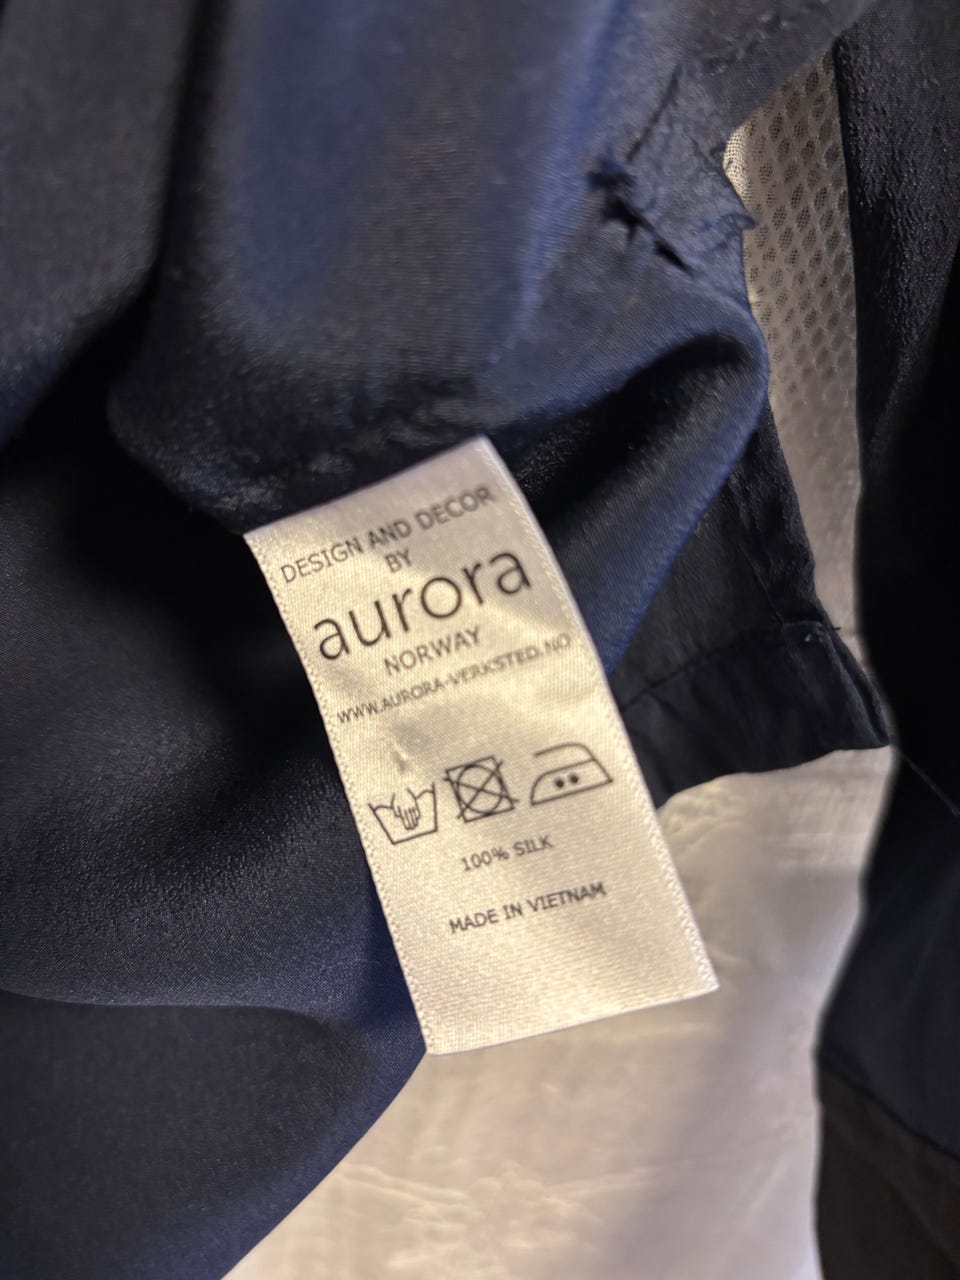 DESIGN AND DECOR
BY
aurora
NORWAY
WWW.AURORA-VERKSTED.NO
100% SILK
MADE IN VIETNAM